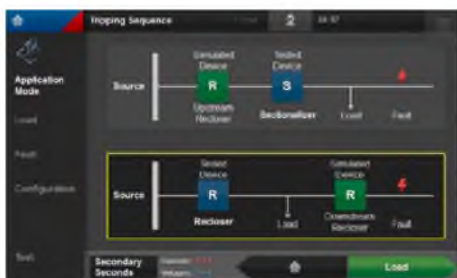 Tripping Sequence
2
Application
Mode
Load
Fault
Configuration
Test
Simulated
Device
Tested
Device
Source
R
S
Upstream
Recloser
Sectionalizer
Load
Fault
Tested
Device
Simulated
Device
Source
R
R
Recloser
Load
Downstream
Recloser
Fault
Secondary
Seconds
Load